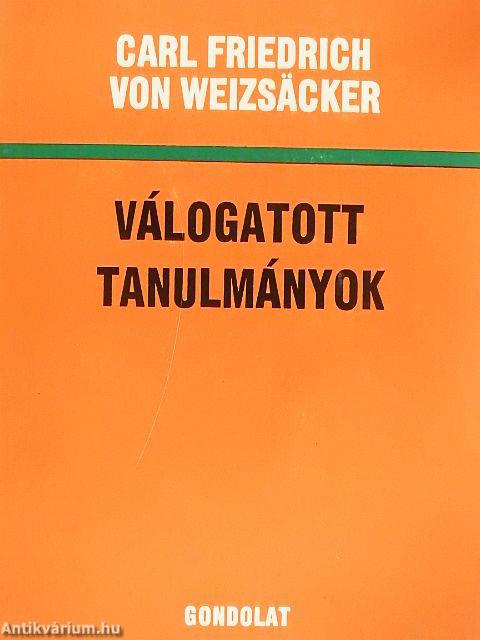 CARL FRIEDRICH
VON WEIZSÄCKER
VÁLOGATOTT
TANULMÁNYOK
GONDOLAT
Antikvárium.hu